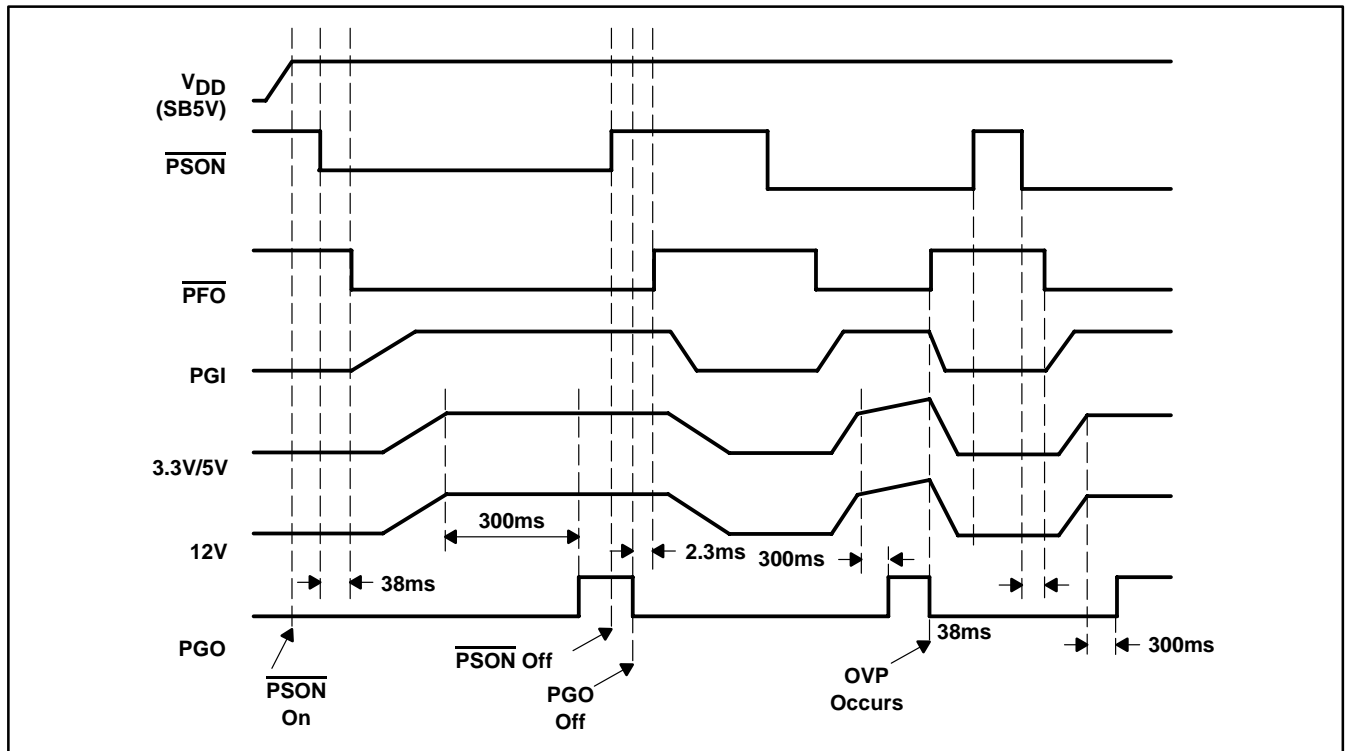 VDD
(SB5V)
PSON
PFO
PGI
3.3V/5V
12V
300ms
2.3ms
300ms
38ms
PGO
38ms
300ms
PSON Off
PSON
On
PGO
Off
OVP
Occurs